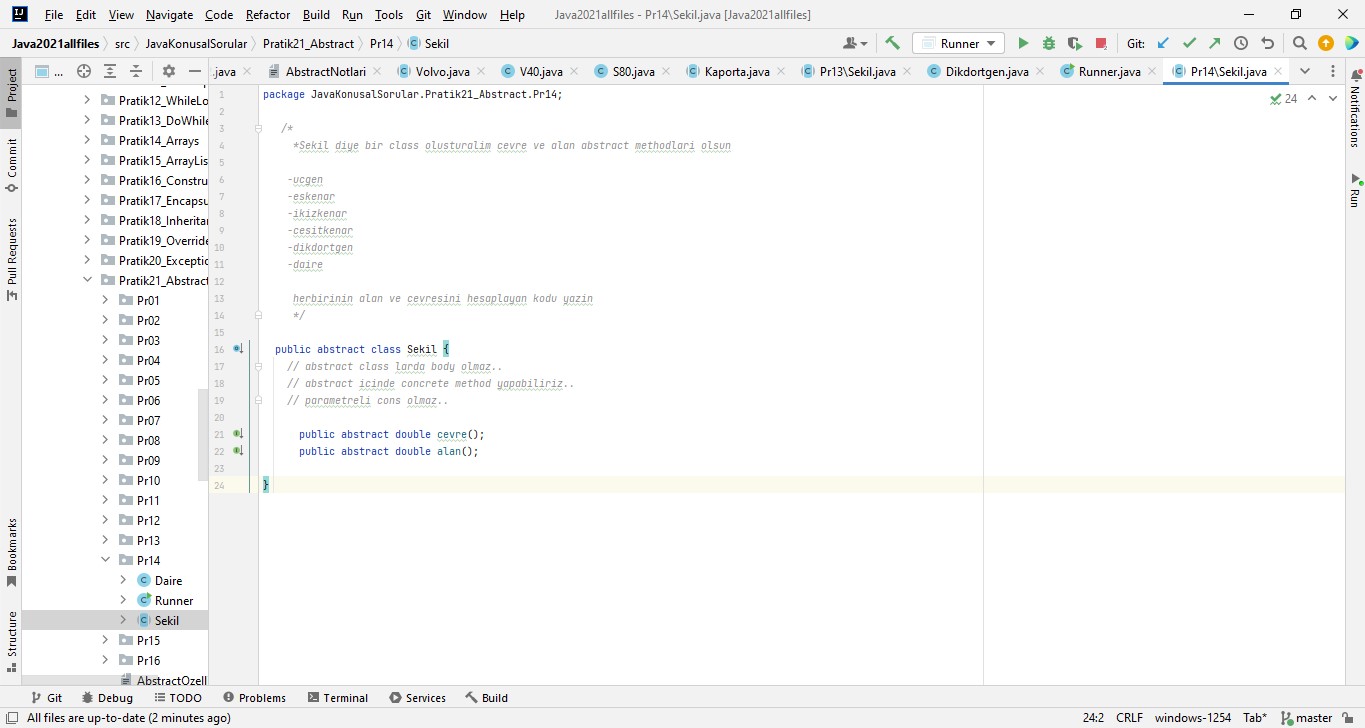 File Edit View Navigate Code Refactor Build Run Tools Git Window Help Java2021allfiles - Pr14\Sekil.java [Java2021allfiles]
Java2021allfiles src JavaKonusalSorular Pratik21_Abstract Pr14 Sekil Runner Git:
... .java AbstractNotlari Volvo.java V40.java S80.java Kaporta.java Pr13\Sekil.java Dikdortgen.java Runner.java Pr14\Sekil.java
Project
Commit
Pull Requests
Bookmarks
Structure
Pratik12_WhileLo
Pratik13_DoWhile
Pratik14_Arrays
Pratik15_ArrayLis
Pratik16_Constru
Pratik17_Encapsu
Pratik18_Inheritar
Pratik19_Override
Pratik20_Exceptic
Pratik21_Abstract
Pr01
Pr02
Pr03
Pr04
Pr05
Pr06
Pr07
Pr08
Pr09
Pr10
Pr11
Pr12
Pr13
Pr14
Daire
Runner
Sekil
Pr15
Pr16
AbstractOzell
1 package JavaKonusalSorular.Pratik21_Abstract.Pr14;
2
3 /*
4 *Sekil diye bir class olusturalim cevre ve alan abstract methodlari olsun
5
6 -ucgen
7 -eskenar
8 -ikizkenar
9 -cesitkenar
10 -dikdortgen
11 -daire
12
13 herbirinin alan ve cevresini hesaplayan kodu yazin
14 */
15
16 public abstract class Sekil {
17 // abstract class larda body olmaz..
18 // abstract icinde concrete method yapabiliriz..
19 // parametreli cons olmaz..
20
21 public abstract double cevre();
22 public abstract double alan();
23
24 }
24
Notifications
Run
Git Debug TODO Problems Terminal Services Build
All files are up-to-date (2 minutes ago) 24:2 CRLF windows-1254 Tab* master